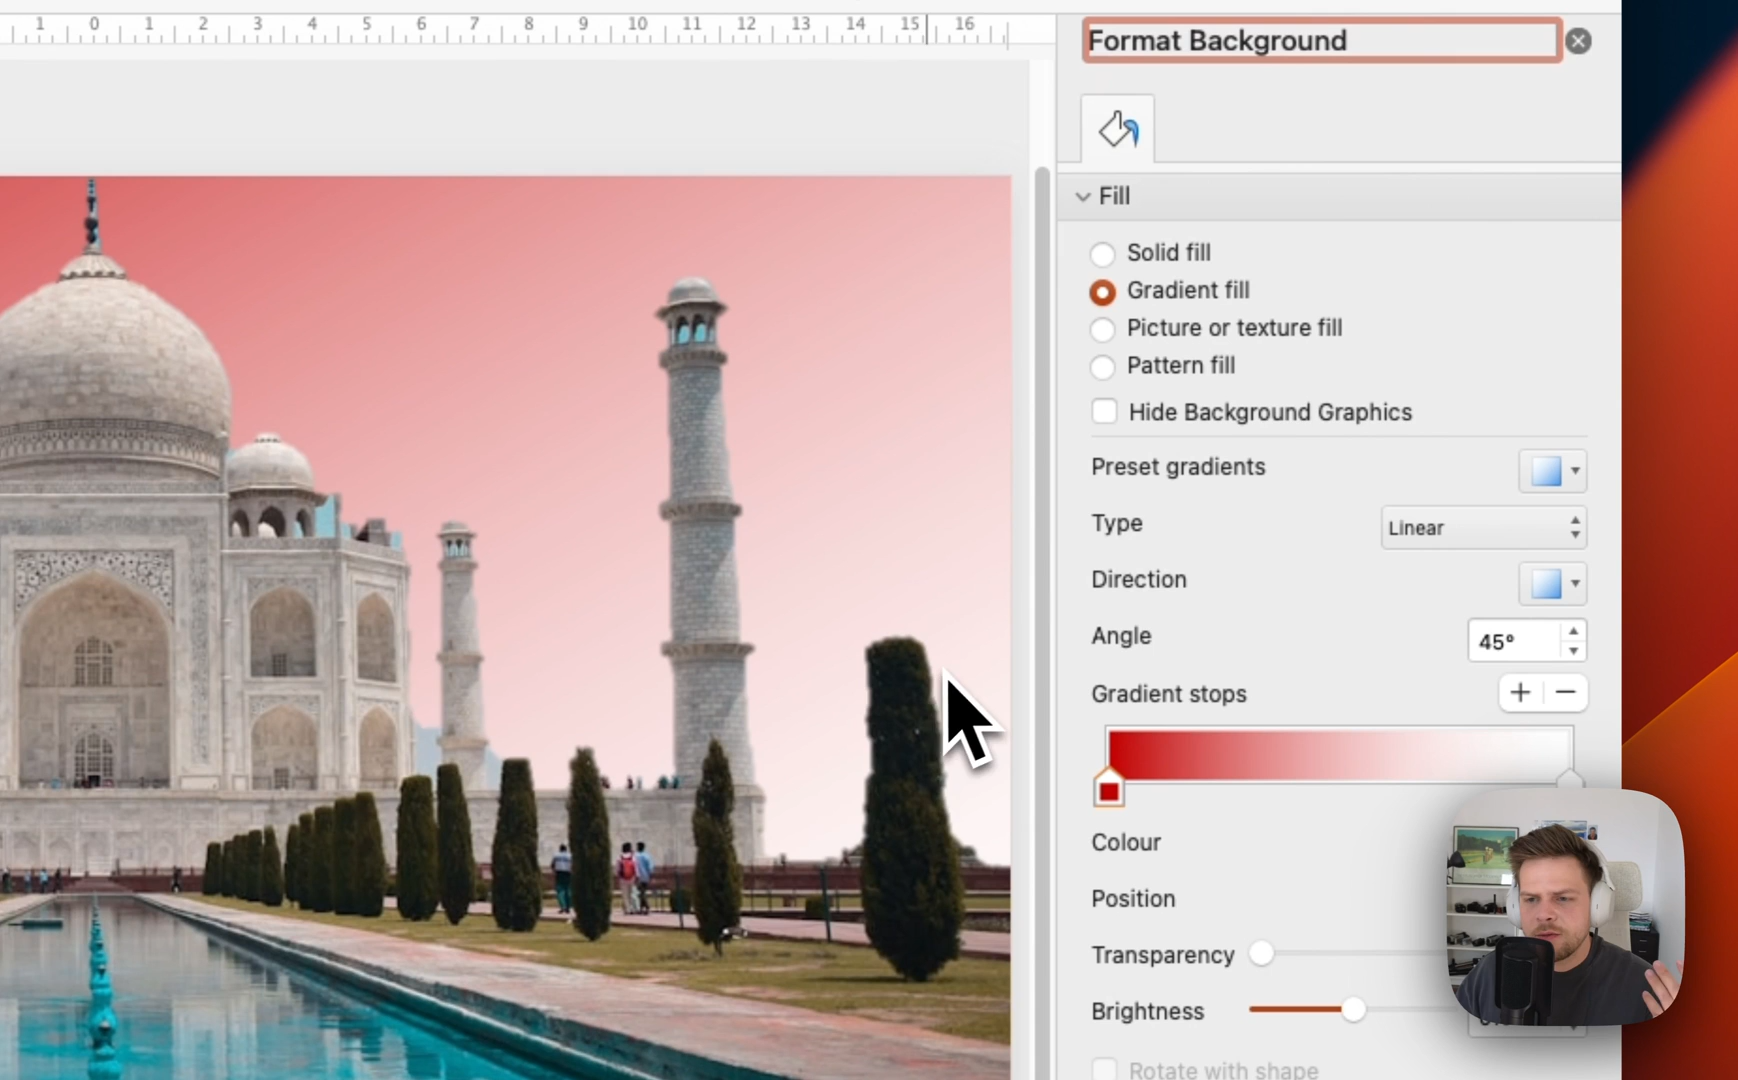 1 0 1 2 3 4 5 6 7 8 9 10 11 12 13 14 15 16
Format Background
Fill
Solid fill
Gradient fill
Picture or texture fill
Pattern fill
Hide Background Graphics
Preset gradients
Type Linear
Direction
Angle 45°
Gradient stops
Colour
Position
Transparency
Brightness
Rotate with shape